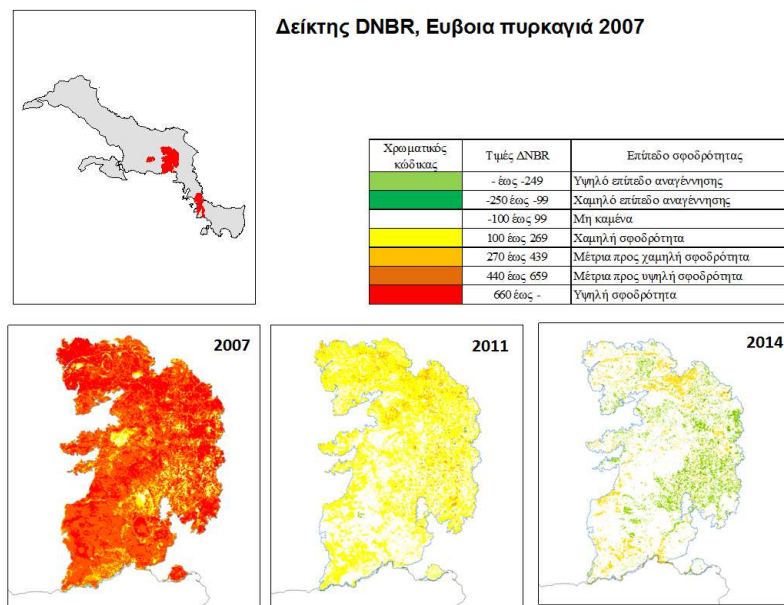 Δείκτης DNBR, Ευβοια πυρκαγιά 2007
Χρωματικός κώδικας Τιμές ΔNBR Επίπεδο σφοδρότητας
- έως -249 Υψηλό επίπεδο αναγέννησης
-250 έως -99 Χαμηλό επίπεδο αναγέννησης
-100 έως 99 Μη καμένα
100 έως 269 Χαμηλή σφοδρότητα
270 έως 439 Μέτρια προς χαμηλή σφοδρότητα
440 έως 659 Μέτρια προς υψηλή σφοδρότητα
660 έως - Υψηλή σφοδρότητα
2007
2011
2014